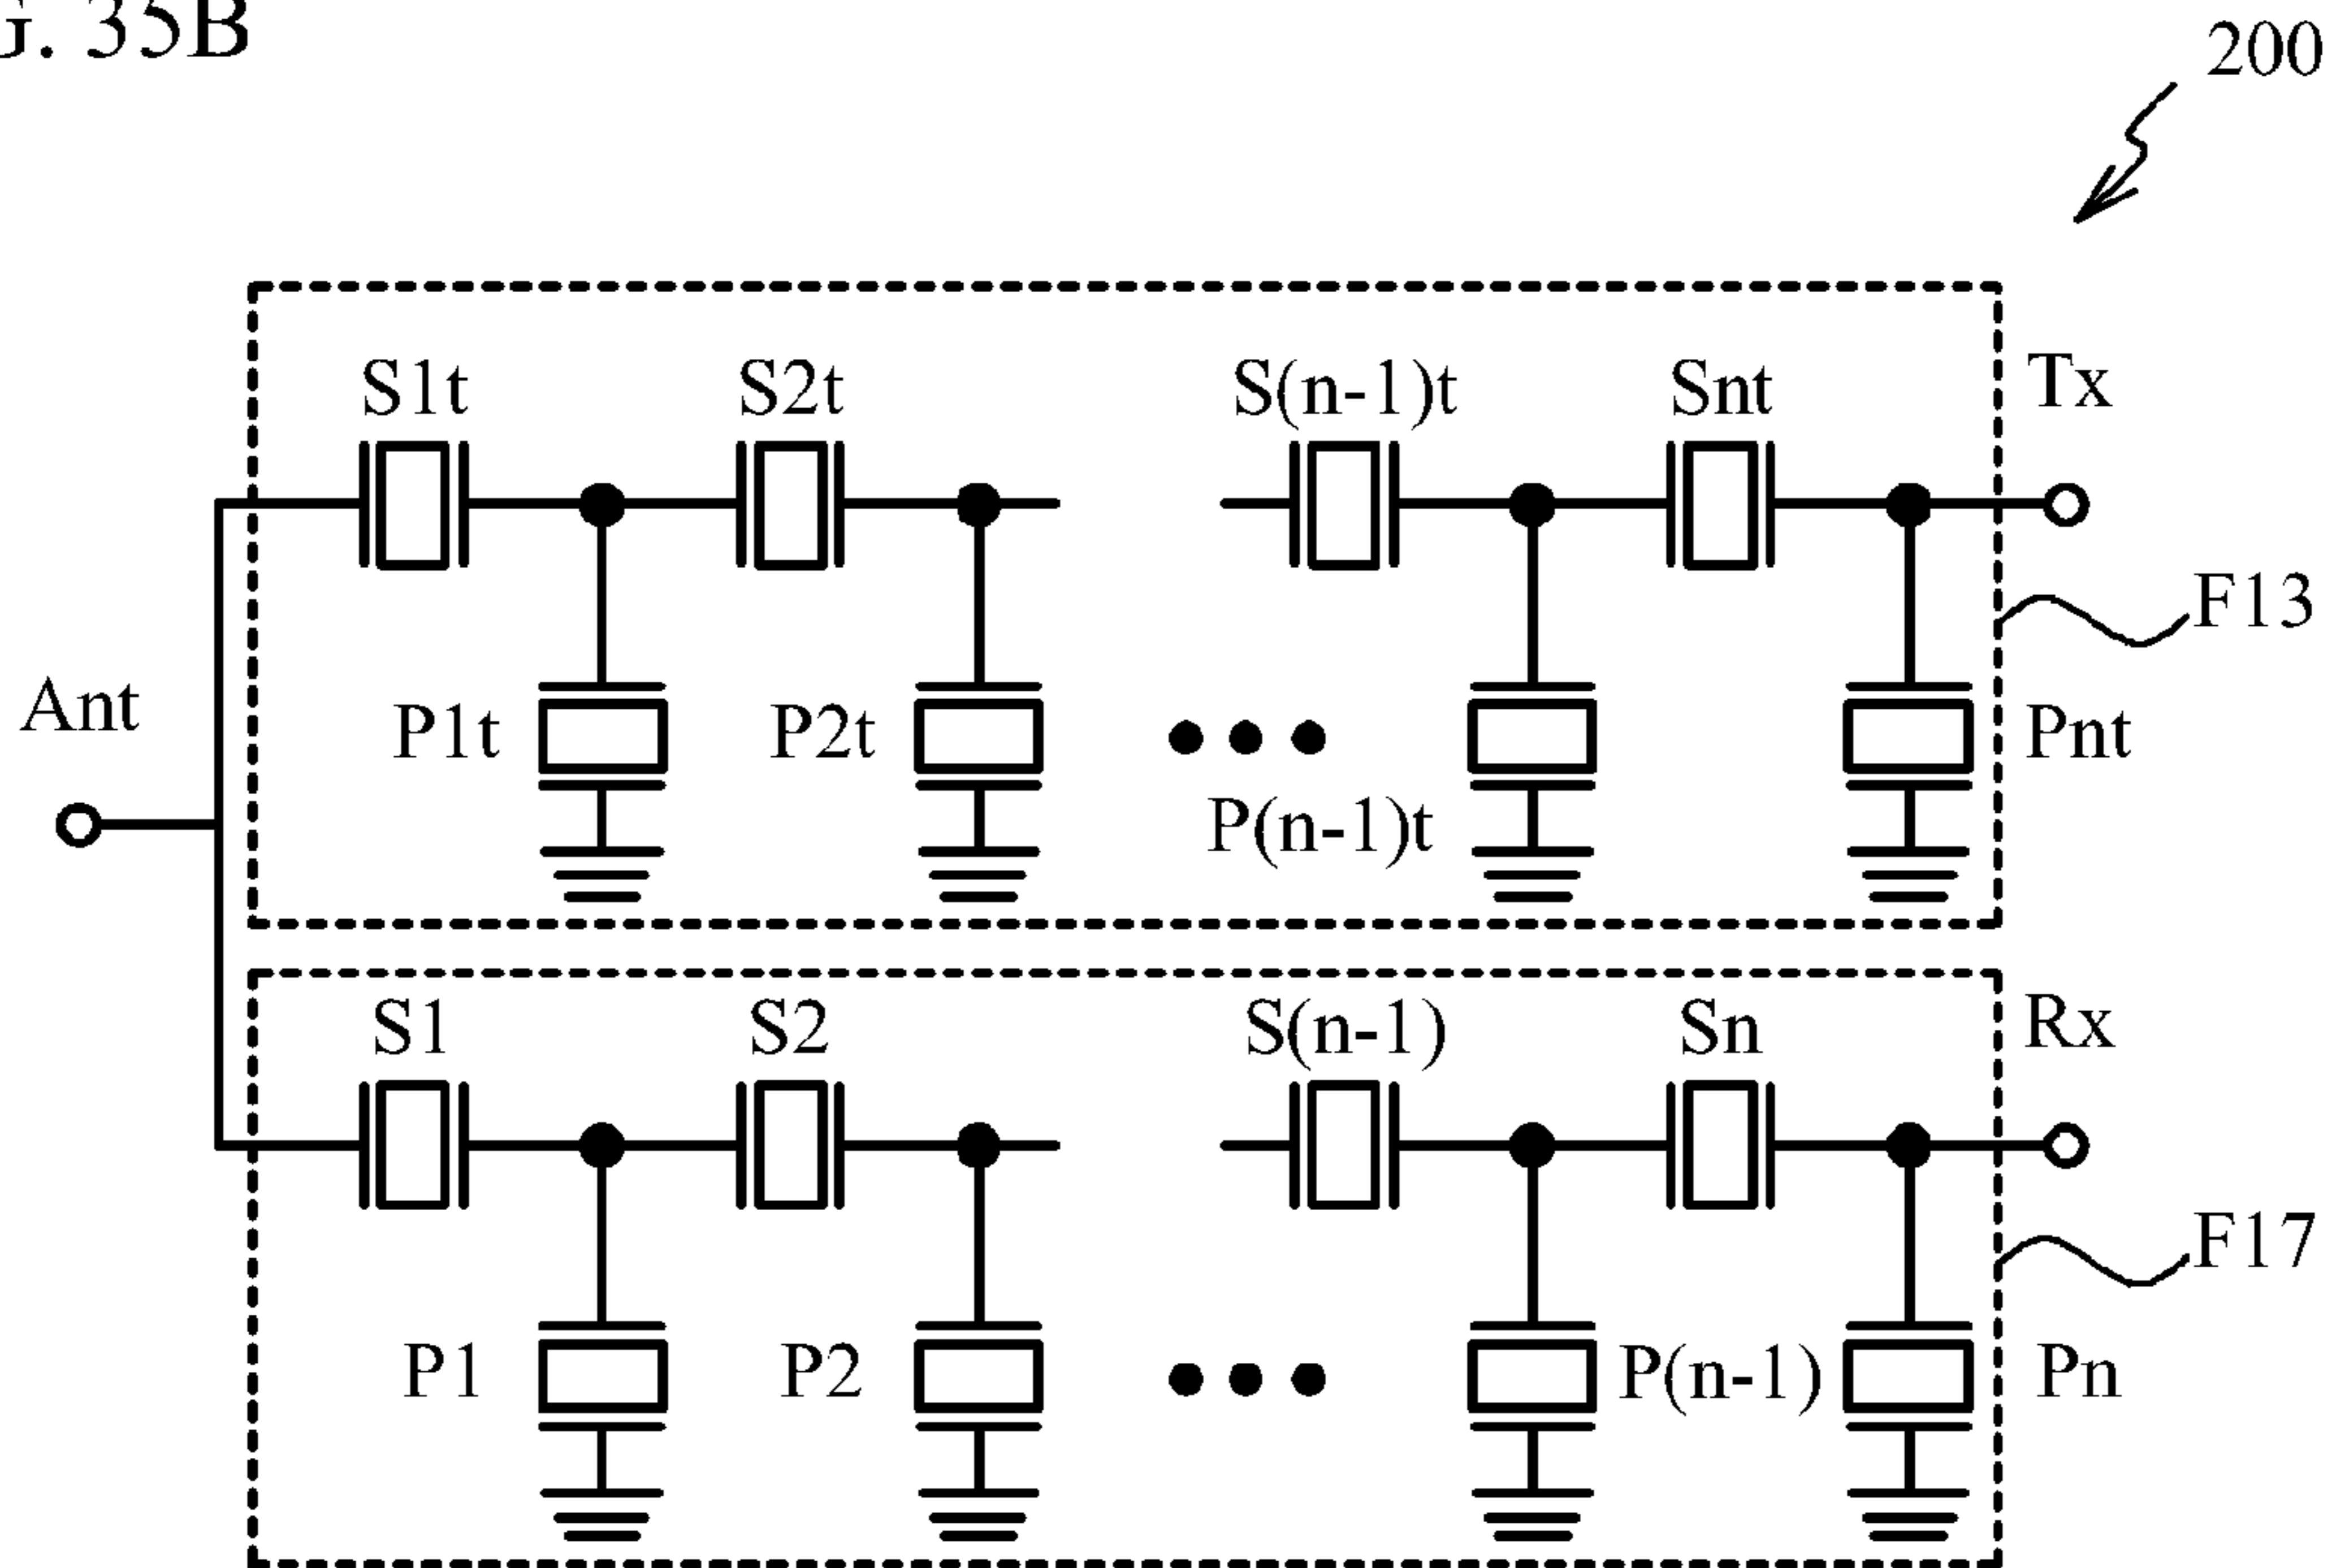 G. 35B
200
S1t
S2t
S(n-1)t
Snt
Tx
F13
Ant
P1t
P2t
P(n-1)t
Pnt
S1
S2
S(n-1)
Sn
Rx
F17
P1
P2
P(n-1)
Pn